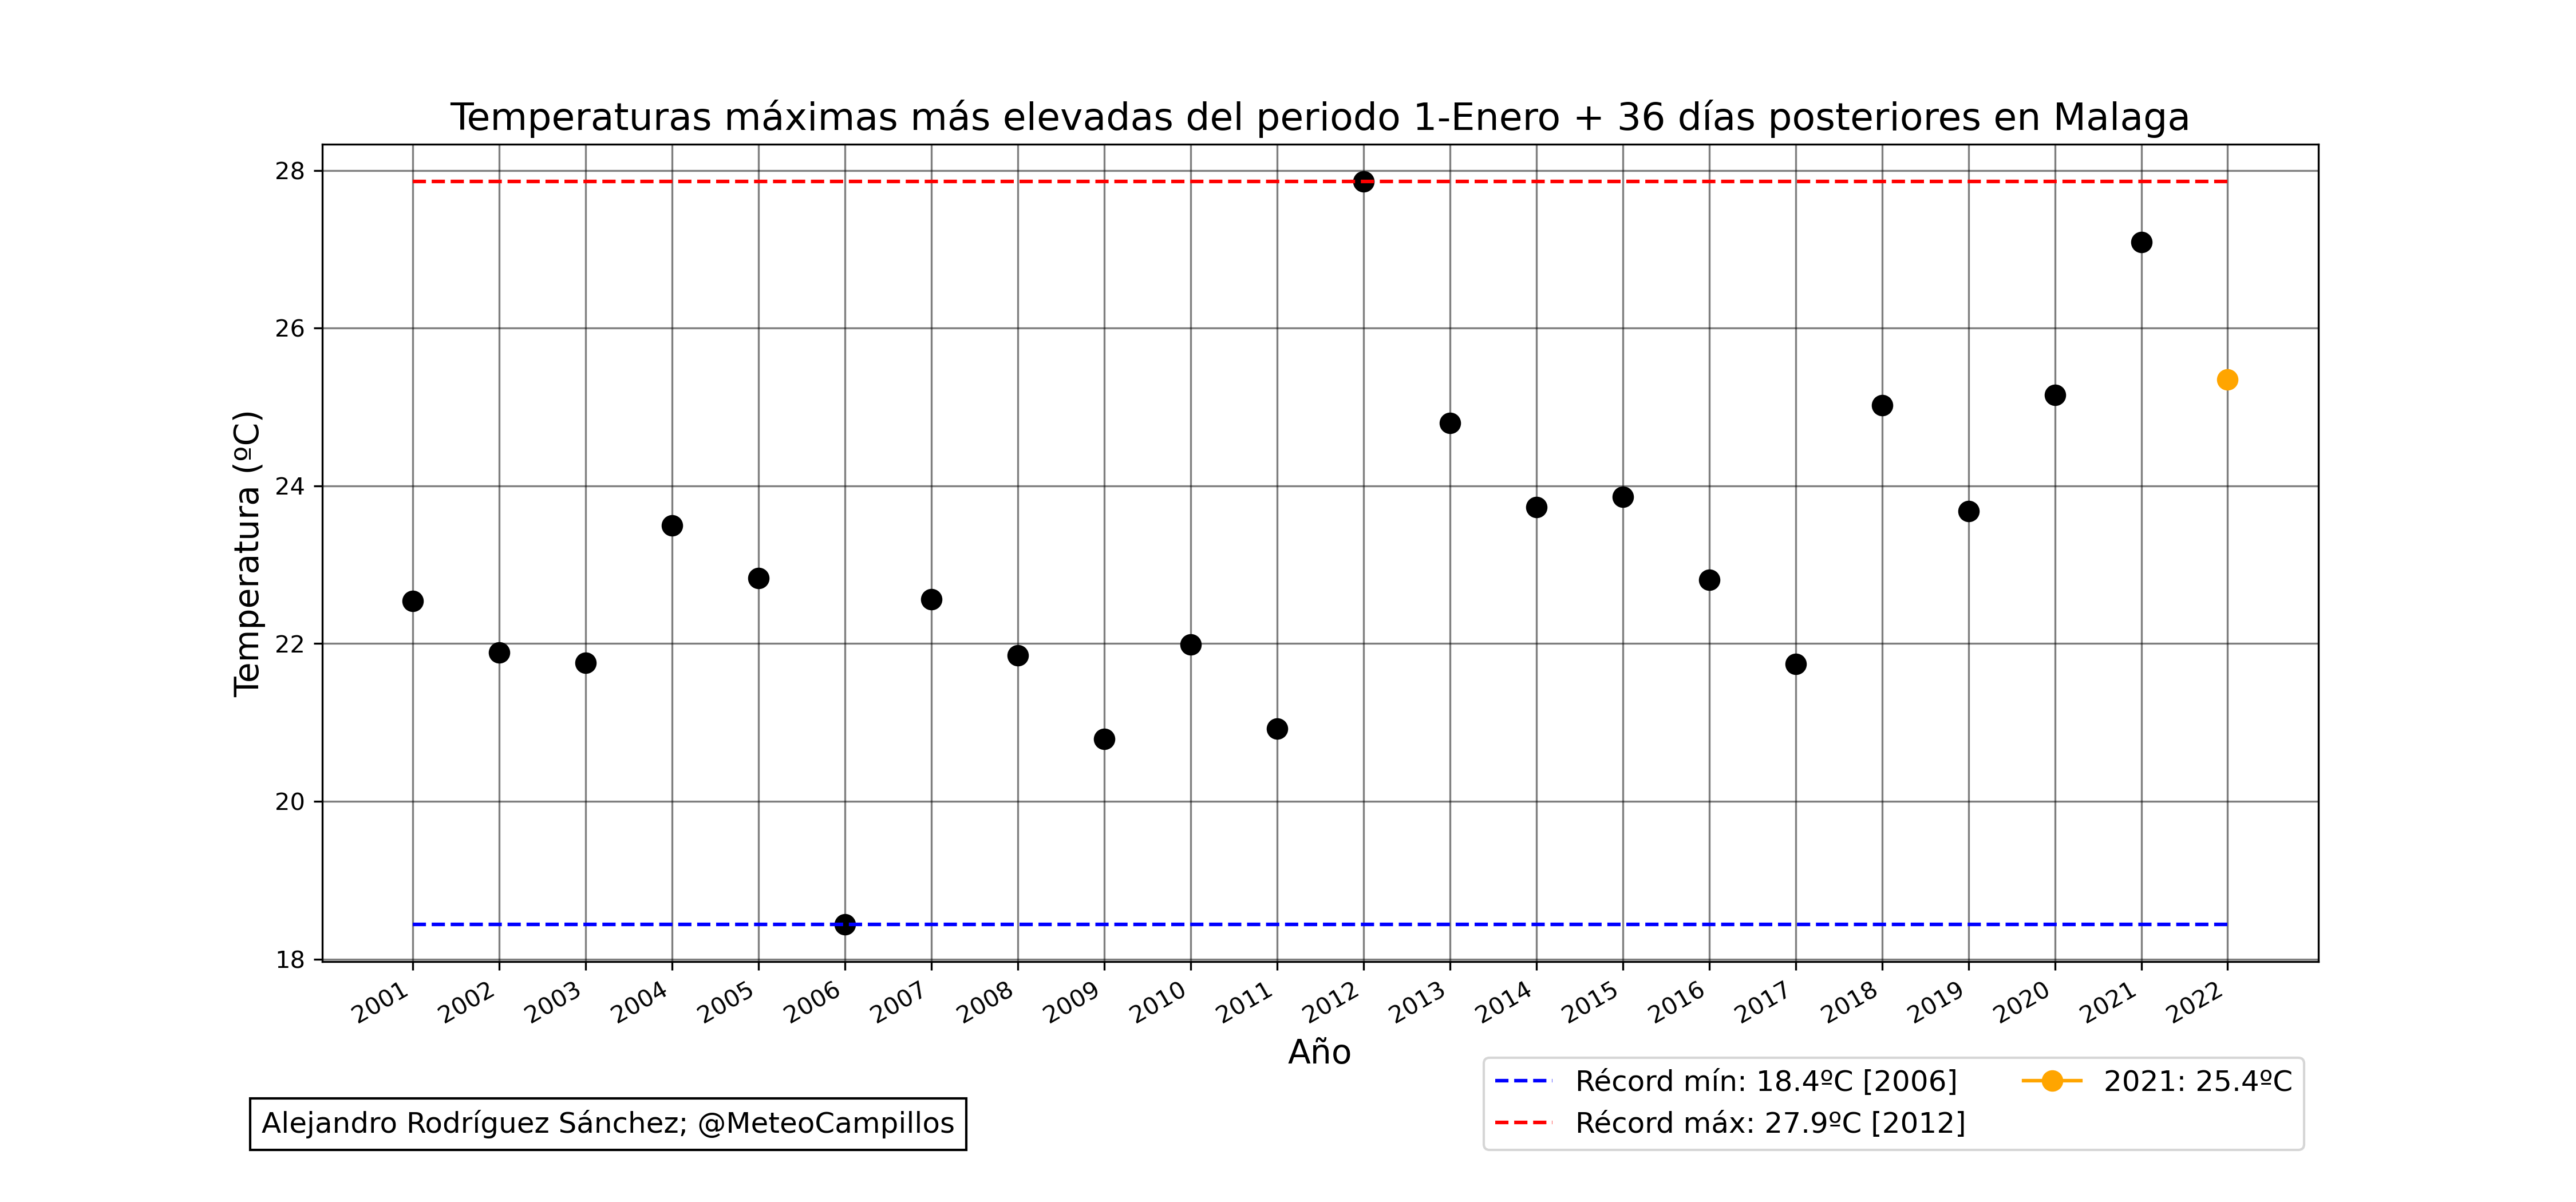 Temperaturas máximas más elevadas del periodo 1-Enero + 36 días posteriores en Malaga
Temperatura (ºC)
28
26
24
22
20
18
2001 2002 2003 2004 2005 2006 2007 2008 2009 2010 2011 2012 2013 2014 2015 2016 2017 2018 2019 2020 2021 2022
Año
Récord mín: 18.4ºC [2006]
Récord máx: 27.9ºC [2012]
2021: 25.4ºC
Alejandro Rodríguez Sánchez; @MeteoCampillos